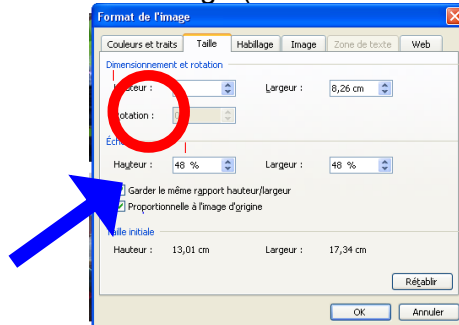 Format de l'image
Couleurs et traits Taille Habillage Image Zone de texte Web
Dimensionnement et rotation
Largeur : 8,26 cm
Hauteur : 48 % Largeur : 48 %
Garder le même rapport hauteur/largeur
Proportionnelle à l'image d'origine
Taille initiale
Hauteur : 13,01 cm Largeur : 17,34 cm
Rétablir
OK Annuler